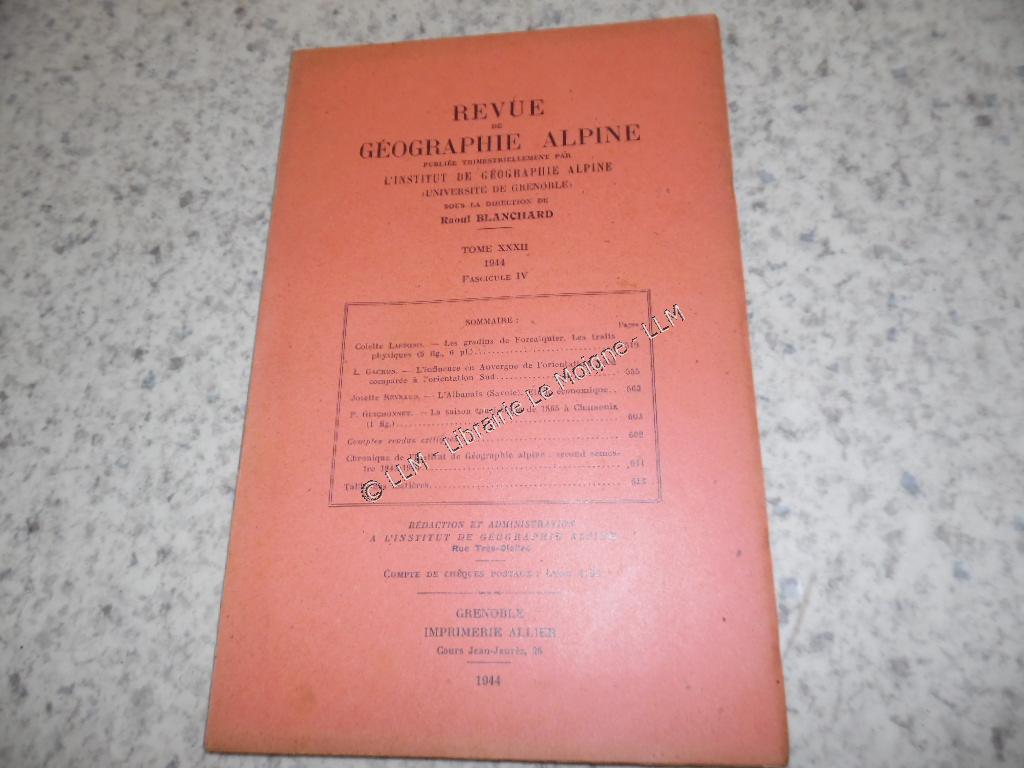 REVUE
DE
GÉOGRAPHIE ALPINE
PUBLIÉE TRIMESTRIELLEMENT PAR
L'INSTITUT DE GÉOGRAPHIE ALPINE
(UNIVERSITÉ DE GRENOBLE)
SOUS LA DIRECTION DE
Raoul BLANCHARD
TOME XXXII
1944
FASCICULE IV
SOMMAIRE :
Pages
Colette — Les gradins de Forcalquier. Les traits
physiques (5 fig., 6 pl.)
L. GACHON. — L'influence en Auvergne de l'orientation
comparée à l'orientation Sud 555
Josette REYNAUD. — L'Albanais (Savoie). économique 563
P. GUICHONNET. — La saison de 1865 à Chamonix
(1 fig.) 603
Comptes rendus 609
Chronique de l'Institut de Géographie alpine : second semes-
tre 611
Table des matières 613
© LLM - Librairie Le Moigne - LLM
RÉDACTION ET ADMINISTRATION
A L'INSTITUT DE GÉOGRAPHIE ALPINE
Rue Très-Cloîtres
COMPTE DE CHÈQUES POSTAUX :
GRENOBLE
IMPRIMERIE ALLIER
Cours Jean-Jaurès, 26
1944